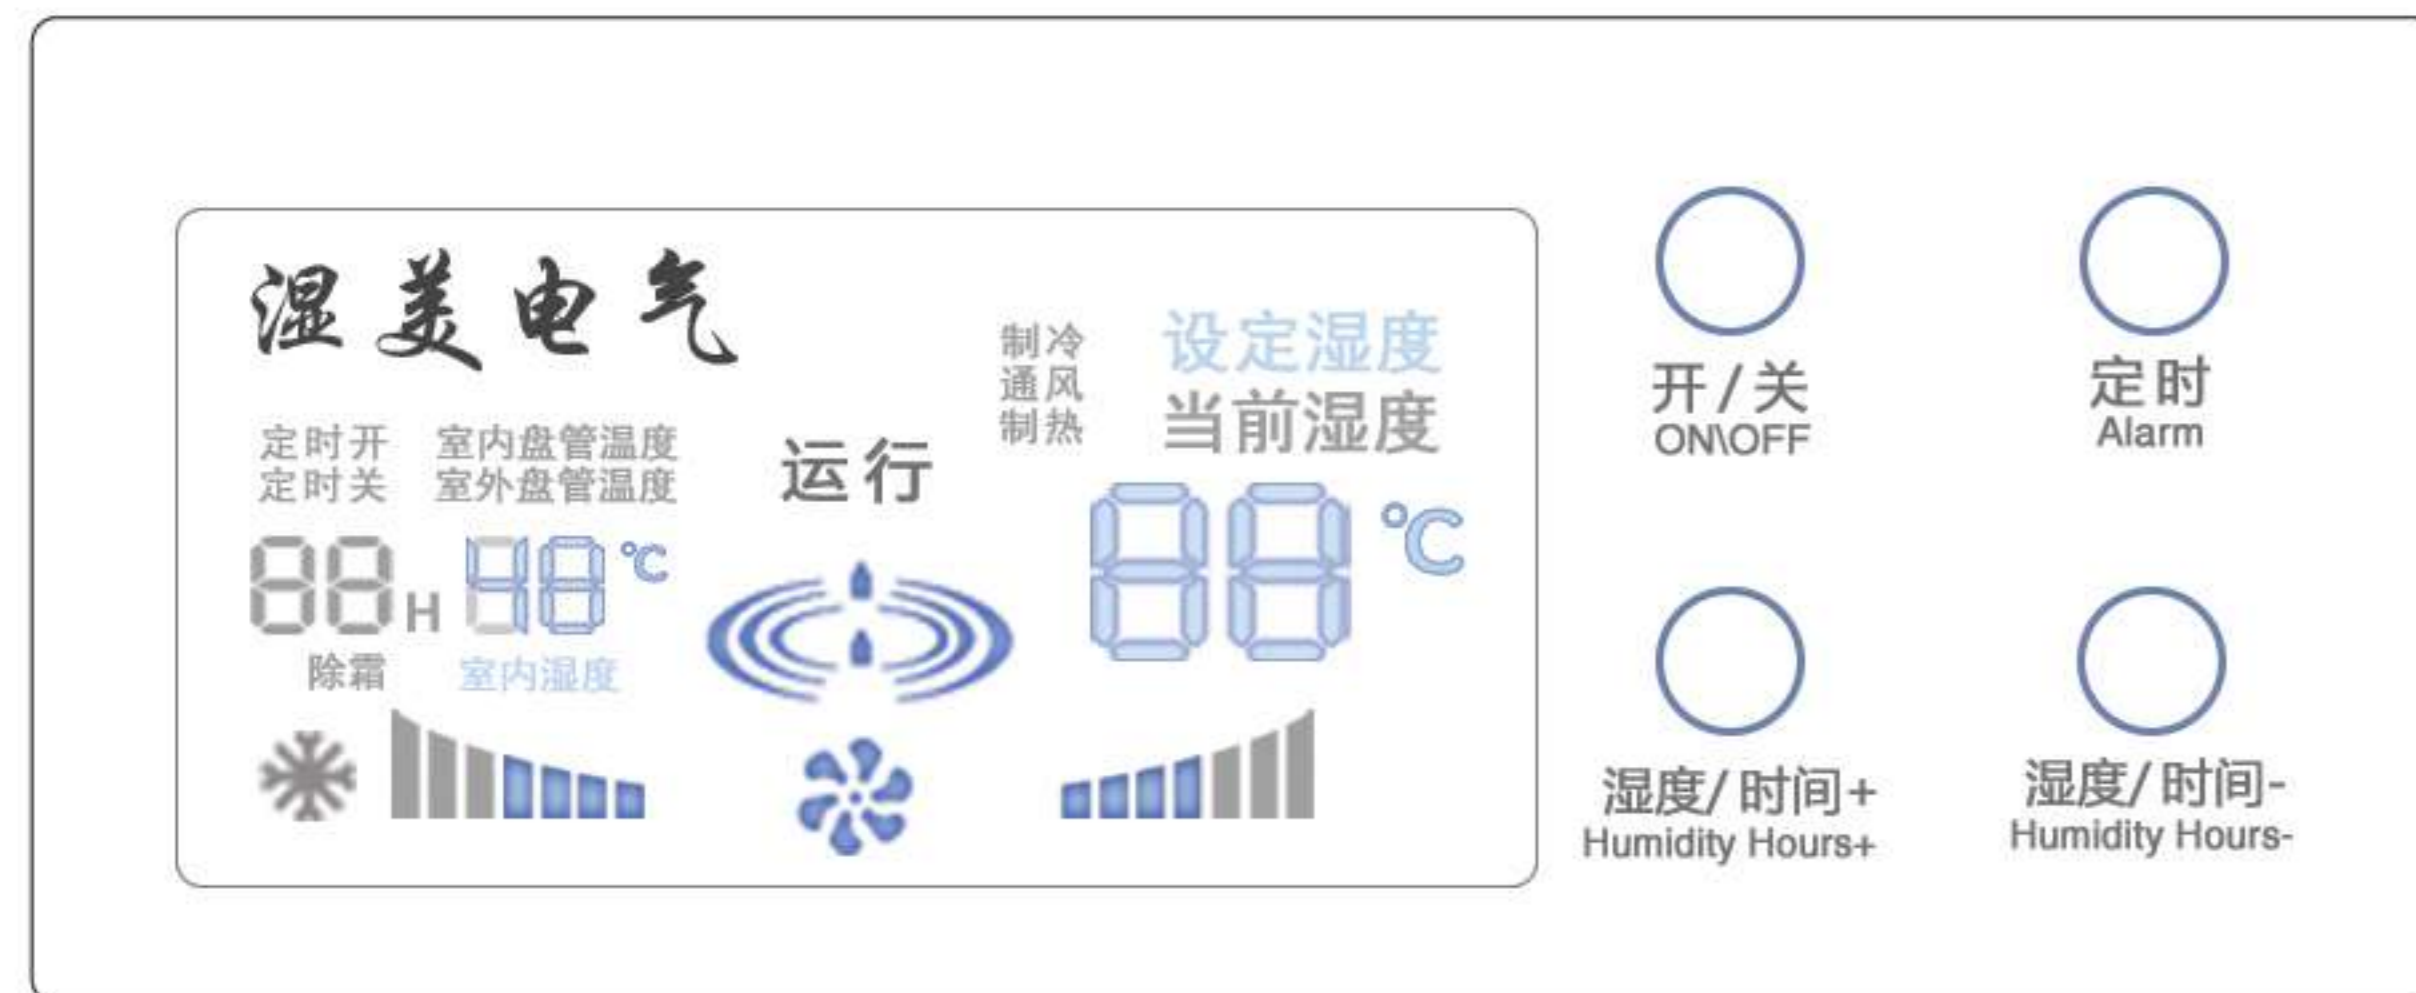 湿美电气
制冷
通风
制热
设定湿度
当前湿度
定时开
定时关
室内盘管温度
室外盘管温度
运行
88H
48℃
88℃
除霜
室内湿度
开/关
ON\OFF
定时
Alarm
湿度/时间+
Humidity Hours+
湿度/时间-
Humidity Hours-